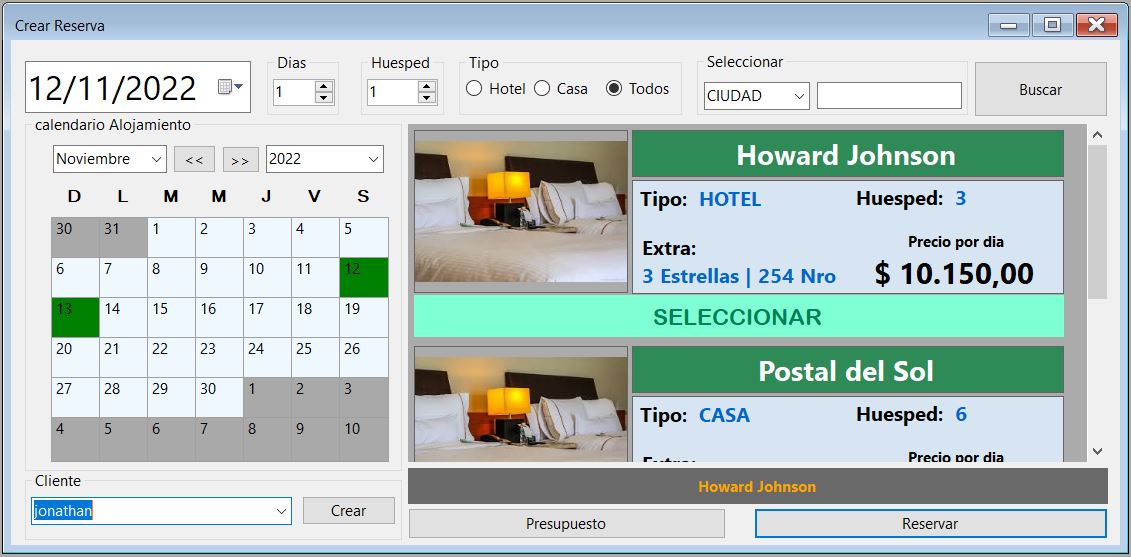 Crear Reserva
12/11/2022
Dias
1
Huesped
1
Tipo
Hotel Casa Todos
Seleccionar
CIUDAD
Buscar
calendario Alojamiento
Noviembre << >> 2022
D L M M J V S
30 31 1 2 3 4 5
6 7 8 9 10 11 12
13 14 15 16 17 18 19
20 21 22 23 24 25 26
27 28 29 30 1 2 3
4 5 6 7 8 9 10
Cliente
jonathan
Crear
Howard Johnson
Tipo: HOTEL Huesped: 3
Extra:
3 Estrellas | 254 Nro
Precio por dia
$ 10.150,00
SELECCIONAR
Postal del Sol
Tipo: CASA Huesped: 6
Extra:
Precio por dia
Howard Johnson
Presupuesto
Reservar